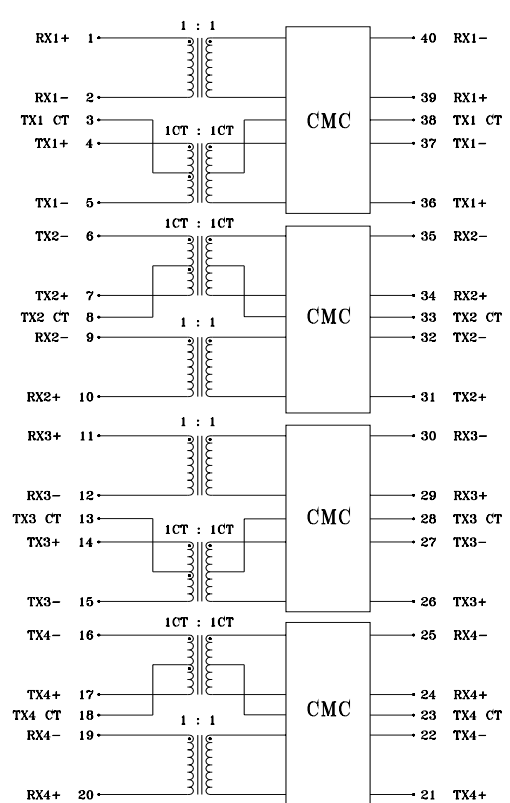 1 : 1
RX1+ 1 40 RX1-
RX1- 2 39 RX1+
TX1 CT 3 38 TX1 CT
CMC
1CT : 1CT
TX1+ 4 37 TX1-
TX1- 5 36 TX1+
1CT : 1CT
TX2- 6 35 RX2-
TX2+ 7 34 RX2+
TX2 CT 8 33 TX2 CT
CMC
1 : 1
RX2- 9 32 TX2-
RX2+ 10 31 TX2+
1 : 1
RX3+ 11 30 RX3-
RX3- 12 29 RX3+
TX3 CT 13 28 TX3 CT
CMC
1CT : 1CT
TX3+ 14 27 TX3-
TX3- 15 26 TX3+
1CT : 1CT
TX4- 16 25 RX4-
TX4+ 17 24 RX4+
TX4 CT 18 23 TX4 CT
CMC
1 : 1
RX4- 19 22 TX4-
RX4+ 20 21 TX4+